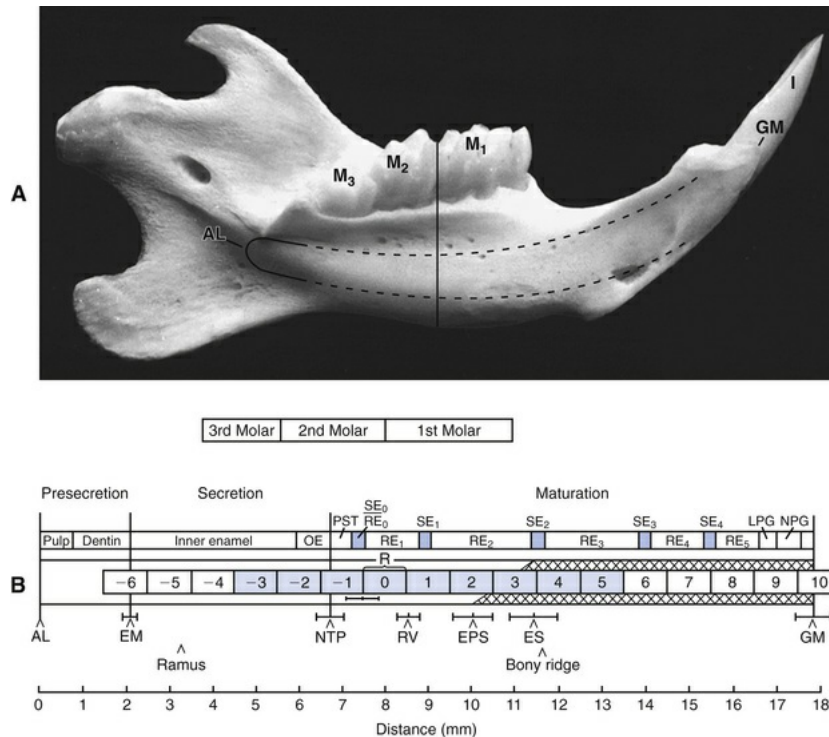 A
I
GM
M1
M2
M3
AL
3rd Molar 2nd Molar 1st Molar
Presecretion Secretion Maturation
SE0
PST RE0 SE1 SE2 SE3 SE4 LPG NPG
Pulp Dentin Inner enamel OE RE1 RE2 RE3 RE4 RE5
R
B −6 −5 −4 −3 −2 −1 0 1 2 3 4 5 6 7 8 9 10
AL EM NTP RV EPS ES GM
Ramus Bony ridge
0 1 2 3 4 5 6 7 8 9 10 11 12 13 14 15 16 17 18
Distance (mm)